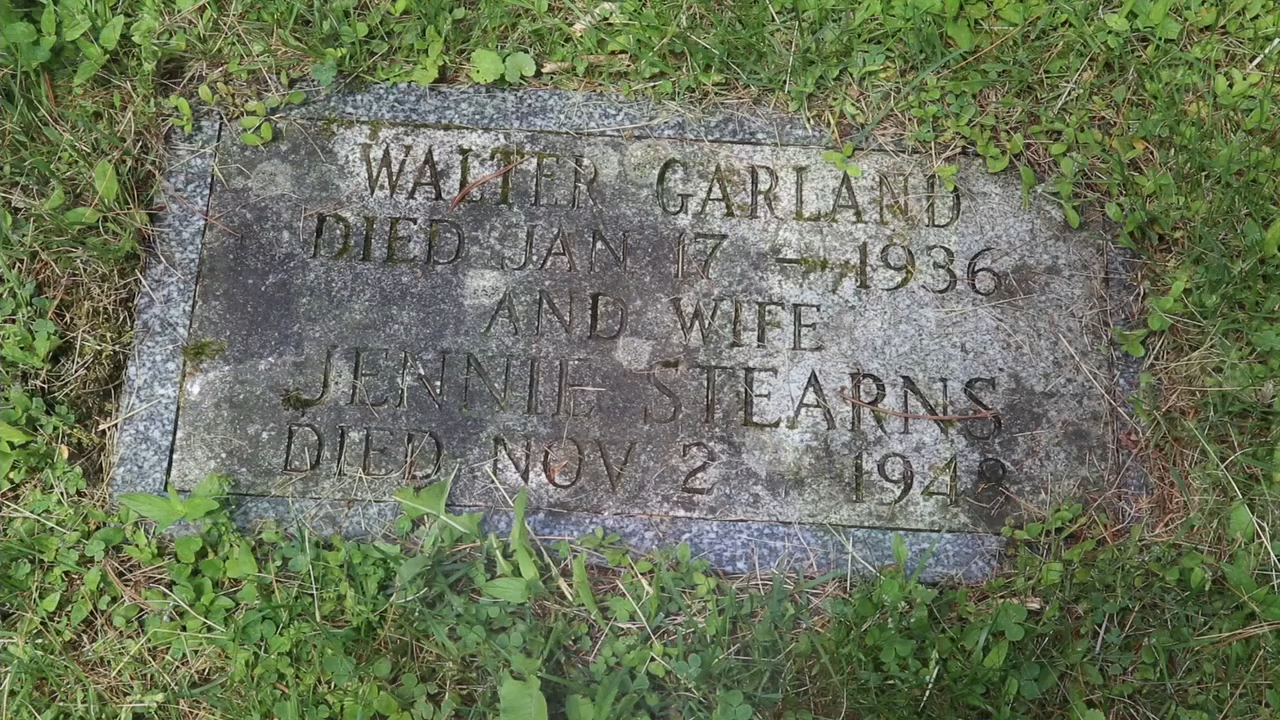 WALTER GARLAND
DIED JAN 17 - 1936
AND WIFE
JENNIE STEARNS
DIED NOV 2 - 1948